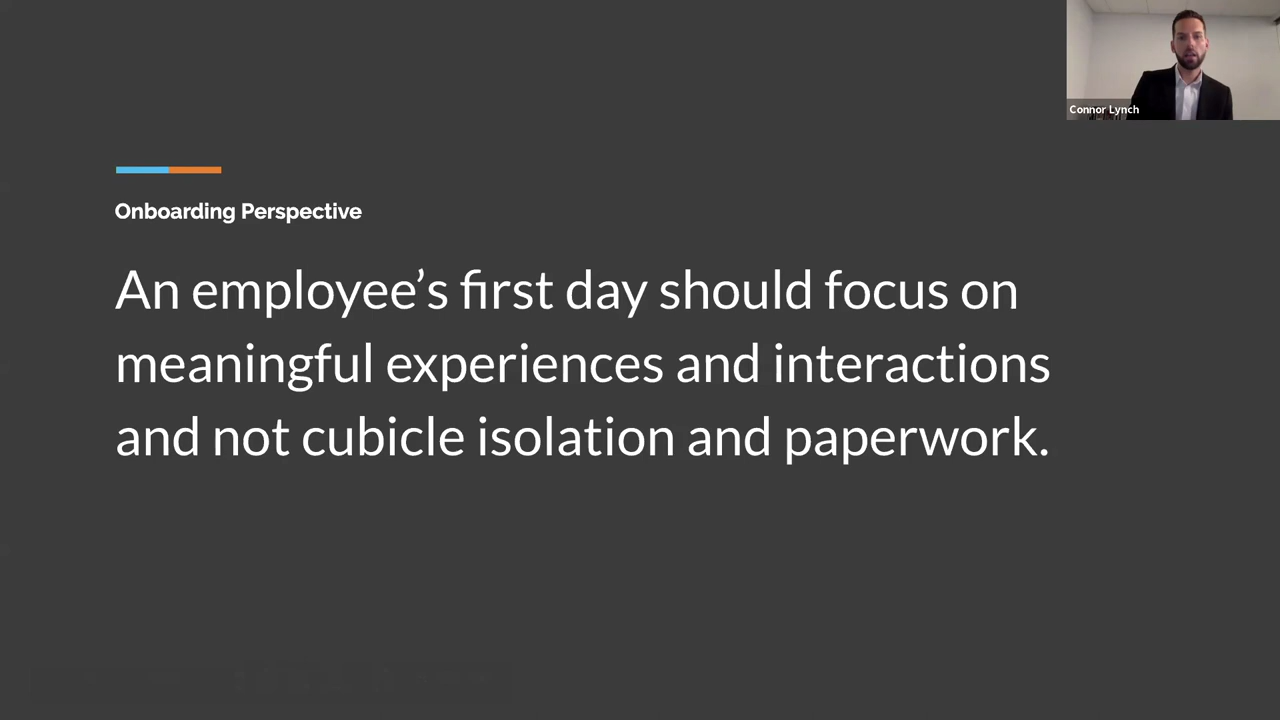 Connor Lynch
Onboarding Perspective
An employee’s first day should focus on
meaningful experiences and interactions
and not cubicle isolation and paperwork.